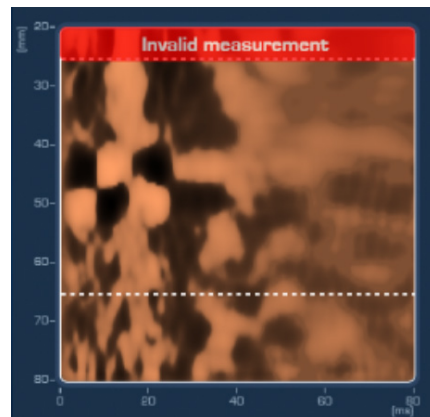 Invalid measurement
[mm]
20-
30-
40-
50-
60-
70-
80-
0 20 40 60 80
[ms]